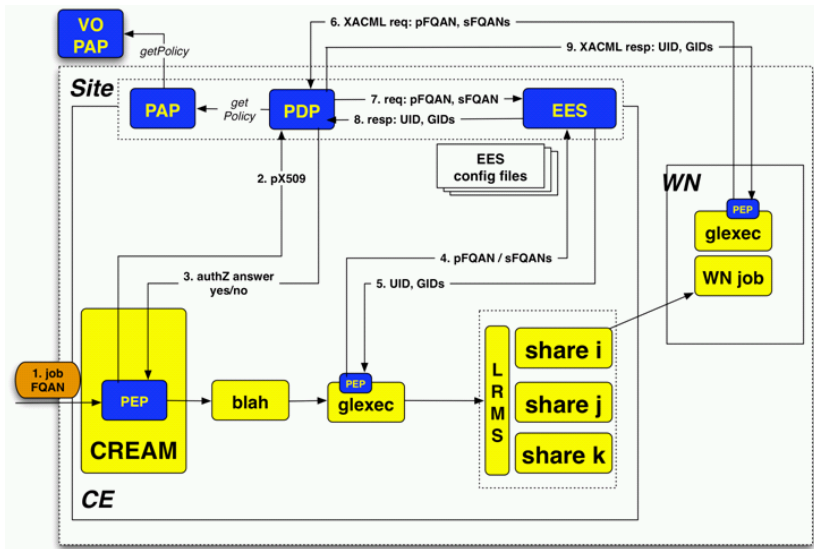 VO
PAP
getPolicy
6. XACML req: pFQAN, sFQANs
9. XACML resp: UID, GIDs
Site
PAP
get
Policy
PDP
7. req: pFQAN, sFQAN
8. resp: UID, GIDs
EES
EES
config files
2. pX509
WN
PEP
glexec
WN job
3. authZ answer
yes/no
4. pFQAN / sFQANs
5. UID, GIDs
1. job
FQAN
PEP
CREAM
blah
PEP
glexec
LRMS
share i
share j
share k
CE